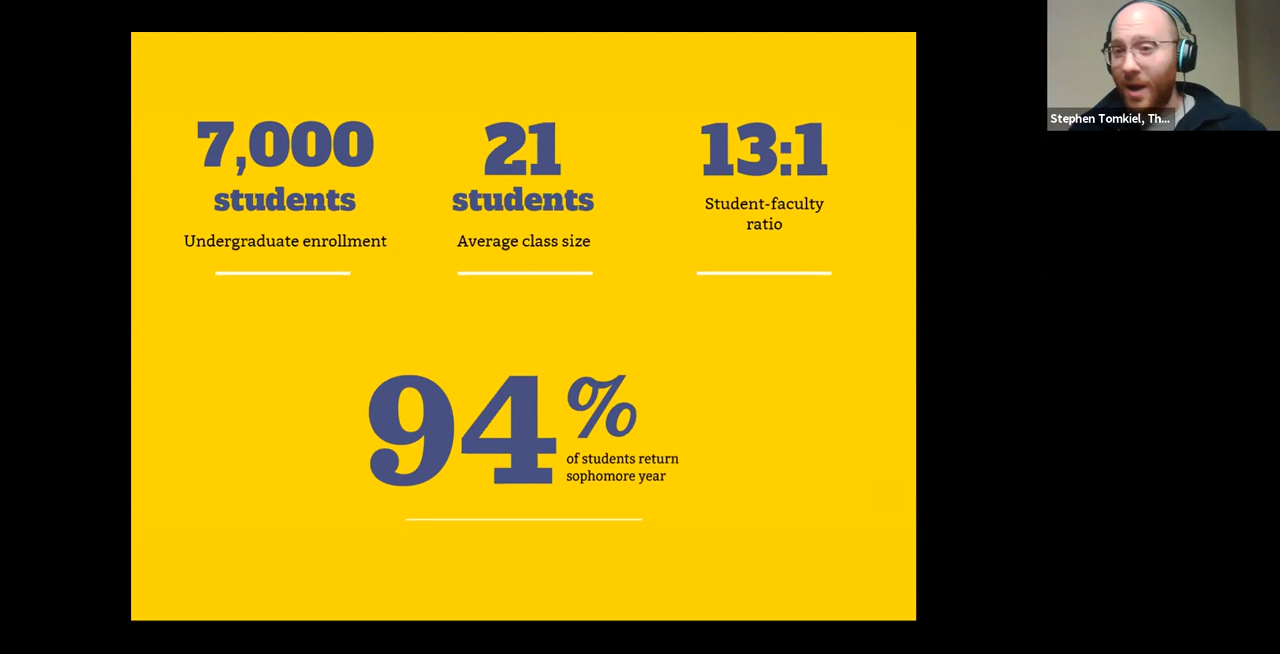 7,000
students
Undergraduate enrollment
21
students
Average class size
13:1
Student-faculty
ratio
94%
of students return
sophomore year
Stephen Tomkiel, Th...